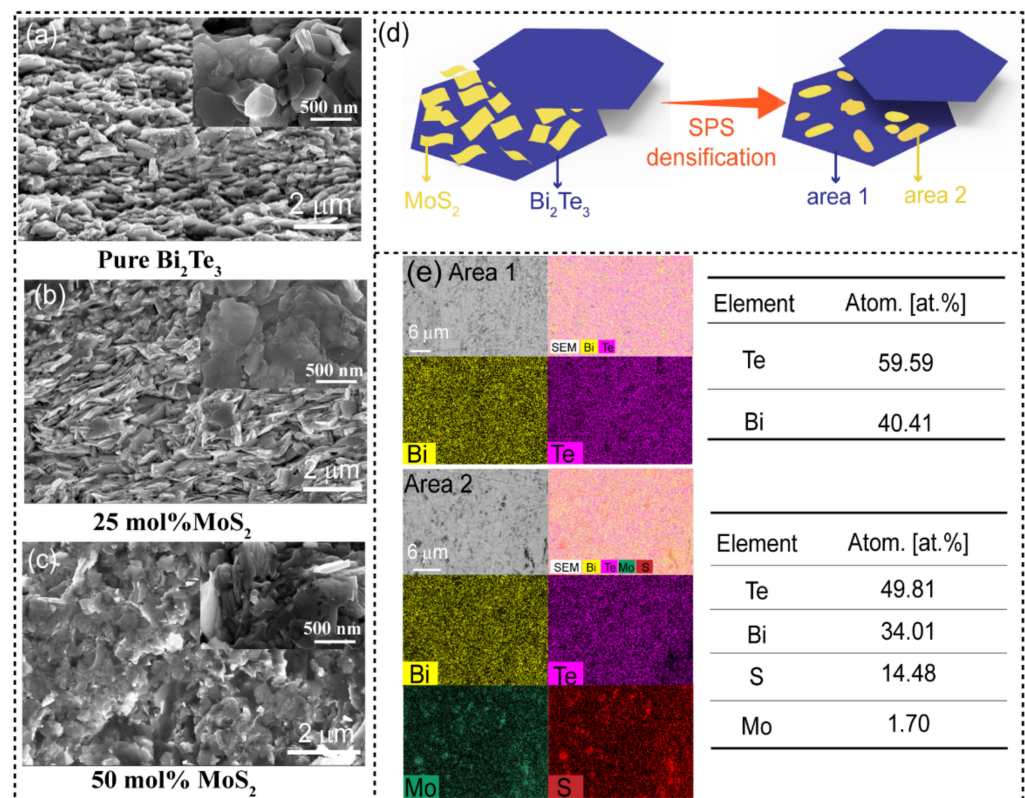 (a)
500 nm
2 μm
Pure Bi₂Te₃
(b)
500 nm
2 μm
25 mol%MoS₂
(c)
500 nm
2 μm
50 mol% MoS₂
(d)
SPS
densification
MoS₂
Bi₂Te₃
area 1
area 2
(e) Area 1
6 μm
SEM Bi Te
Bi
Te
Element Atom. [at.%]
Te 59.59
Bi 40.41
Area 2
6 μm
SEM Bi Te Mo S
Bi
Te
Mo
S
Element Atom. [at.%]
Te 49.81
Bi 34.01
S 14.48
Mo 1.70